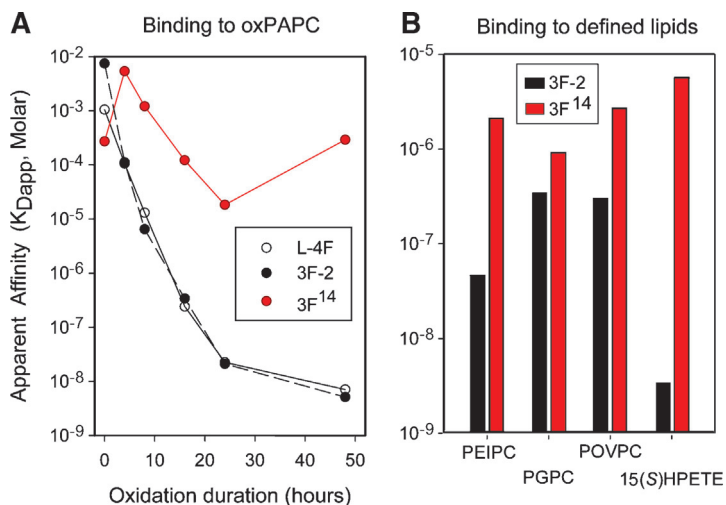 A
Binding to oxPAPC
Apparent Affinity (K_Dapp, Molar)
10^-2
10^-3
10^-4
10^-5
10^-6
10^-7
10^-8
10^-9
L-4F
3F-2
3F^14
0 10 20 30 40 50
Oxidation duration (hours)
B
Binding to defined lipids
10^-5
10^-6
10^-7
10^-8
10^-9
3F-2
3F^14
PEIPC
PGPC
POVPC
15(S)HPETE